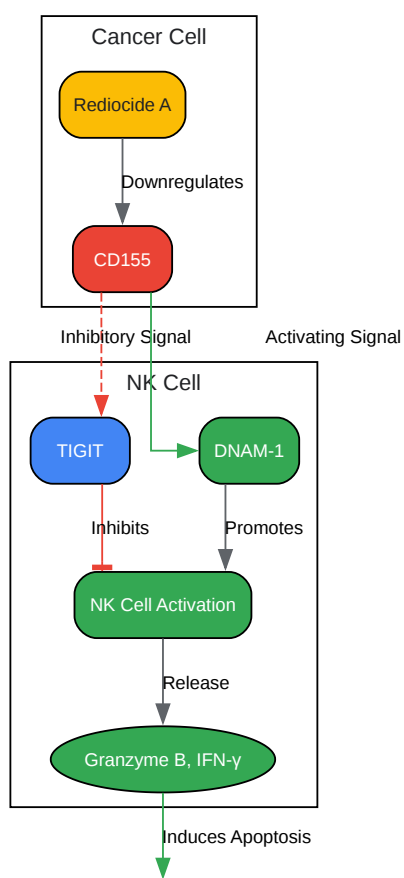 Cancer Cell
Rediocide A
Downregulates
CD155
Inhibitory Signal
Activating Signal
NK Cell
TIGIT
DNAM-1
Inhibits
Promotes
NK Cell Activation
Release
Granzyme B, IFN-γ
Induces Apoptosis